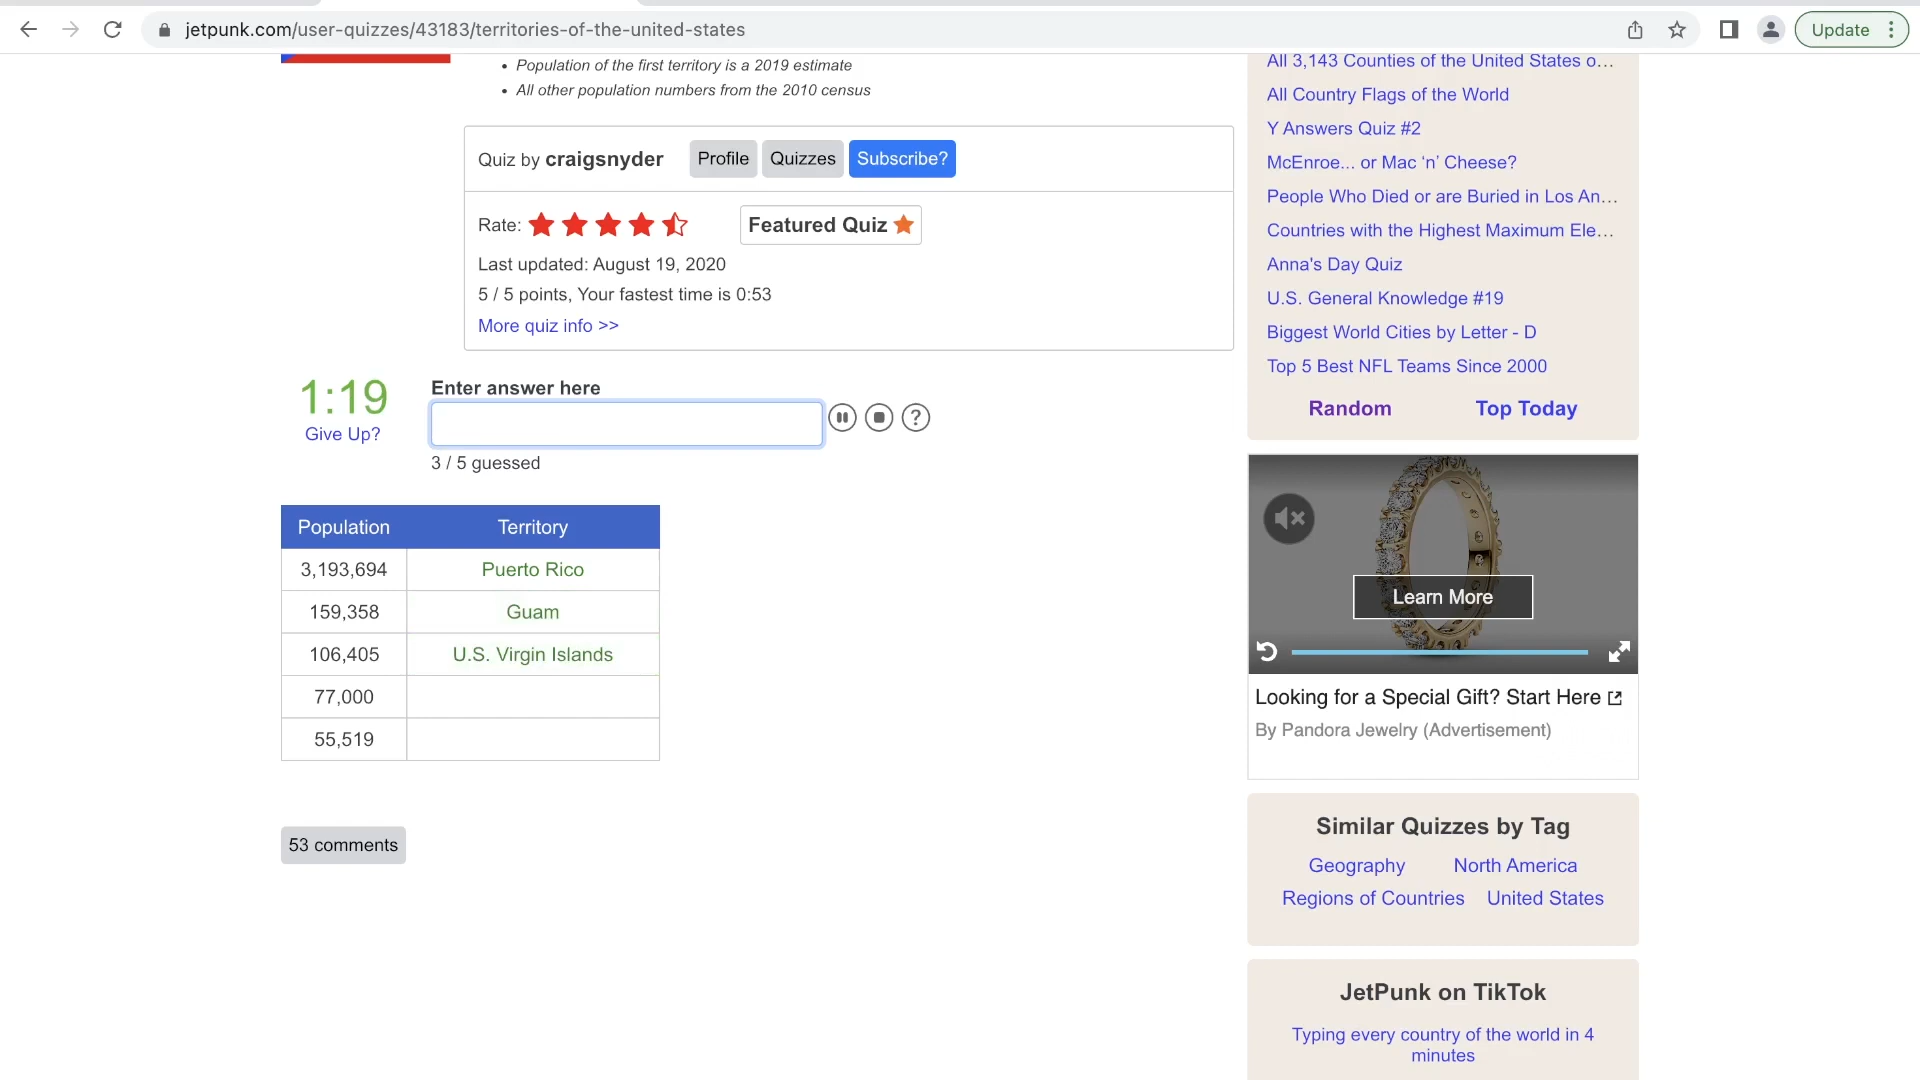 jetpunk.com/user-quizzes/43183/territories-of-the-united-states
Update
Population of the first territory is a 2019 estimate
All other population numbers from the 2010 census
Quiz by craigsnyder
Profile
Quizzes
Subscribe?
Rate:
Featured Quiz
Last updated: August 19, 2020
5 / 5 points, Your fastest time is 0:53
More quiz info >>
1:19
Give Up?
Enter answer here
?
3 / 5 guessed
Population Territory
3,193,694 Puerto Rico
159,358 Guam
106,405 U.S. Virgin Islands
77,000
55,519
53 comments
All 3,143 Counties of the United States o...
All Country Flags of the World
Y Answers Quiz #2
McEnroe... or Mac ‘n’ Cheese?
People Who Died or are Buried in Los An...
Countries with the Highest Maximum Ele...
Anna's Day Quiz
U.S. General Knowledge #19
Biggest World Cities by Letter - D
Top 5 Best NFL Teams Since 2000
Random
Top Today
Learn More
Looking for a Special Gift? Start Here
By Pandora Jewelry (Advertisement)
Similar Quizzes by Tag
Geography
North America
Regions of Countries
United States
JetPunk on TikTok
Typing every country of the world in 4
minutes